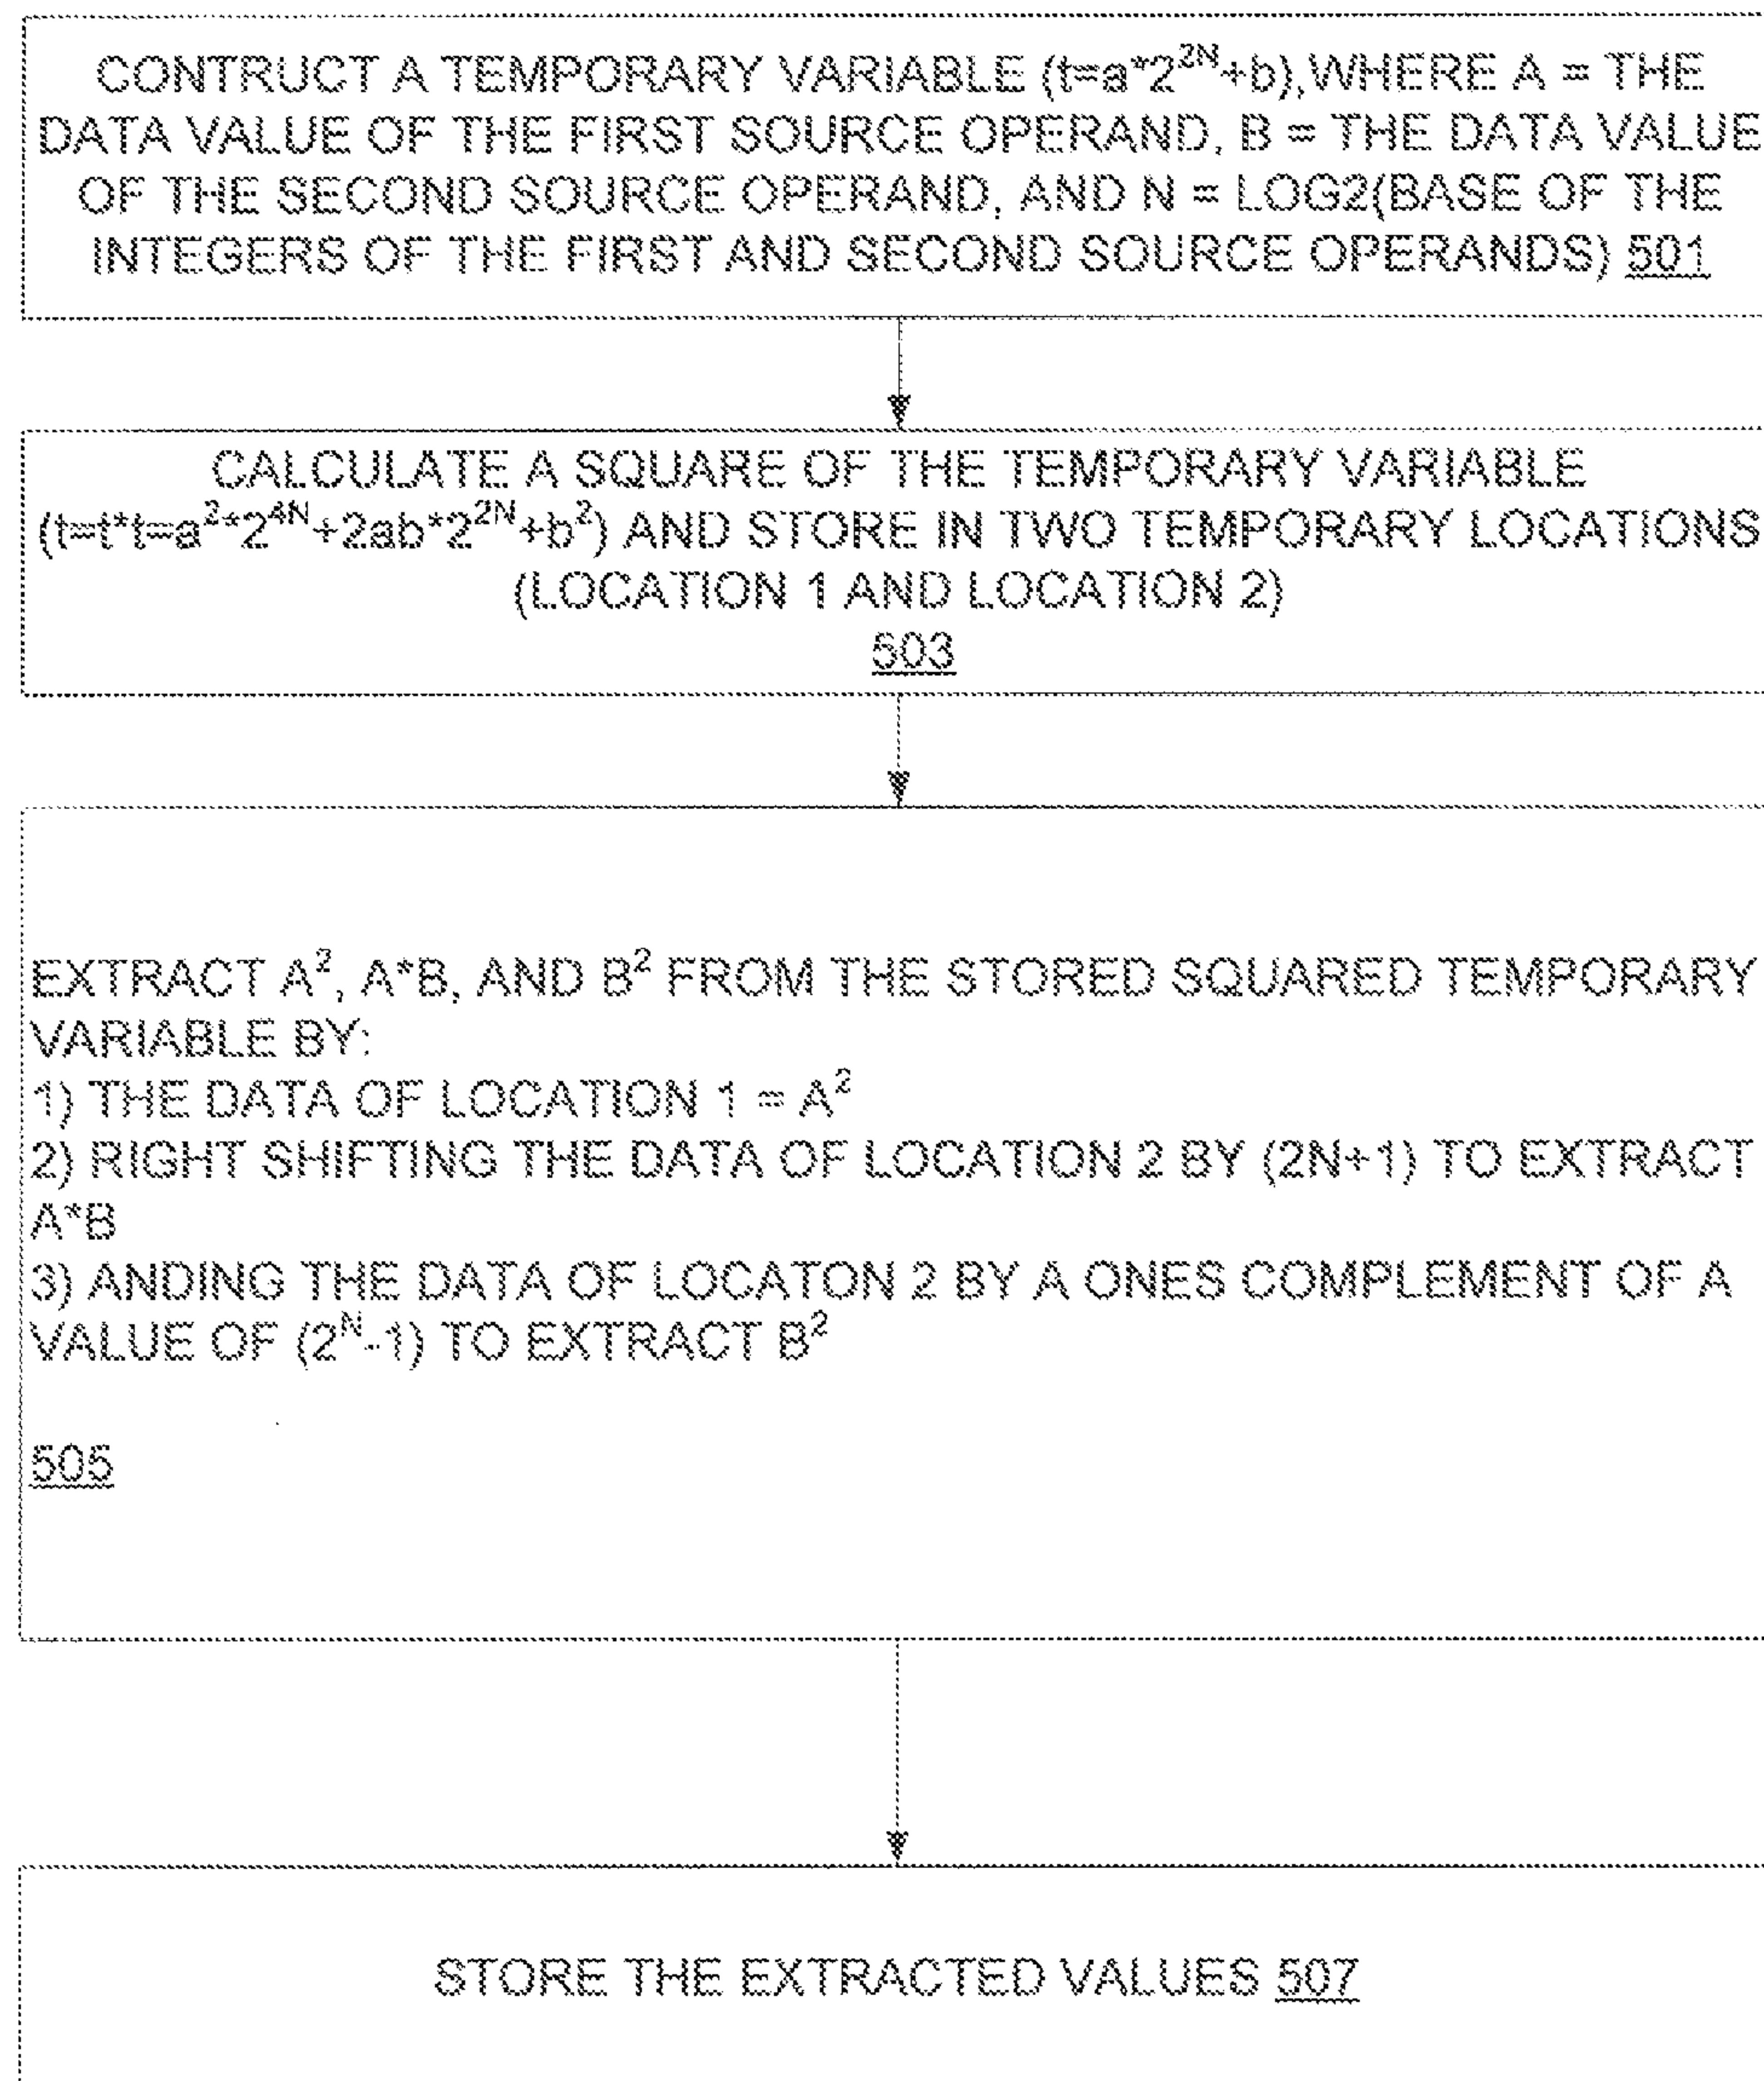 CONTRUCT A TEMPORARY VARIABLE (t=a*2^2N+b),WHERE A = THE
DATA VALUE OF THE FIRST SOURCE OPERAND, B = THE DATA VALUE
OF THE SECOND SOURCE OPERAND, AND N = LOG2(BASE OF THE
INTEGERS OF THE FIRST AND SECOND SOURCE OPERANDS) 501
CALCULATE A SQUARE OF THE TEMPORARY VARIABLE
(t=t*t=a^2*2^4N+2ab*2^2N+b^2) AND STORE IN TWO TEMPORARY LOCATIONS
(LOCATION 1 AND LOCATION 2)
503
EXTRACT A^2, A*B, AND B^2 FROM THE STORED SQUARED TEMPORARY
VARIABLE BY:
1) THE DATA OF LOCATION 1 = A^2
2) RIGHT SHIFTING THE DATA OF LOCATION 2 BY (2N+1) TO EXTRACT
A*B
3) ANDING THE DATA OF LOCATON 2 BY A ONES COMPLEMENT OF A
VALUE OF (2^N-1) TO EXTRACT B^2
505
STORE THE EXTRACTED VALUES 507